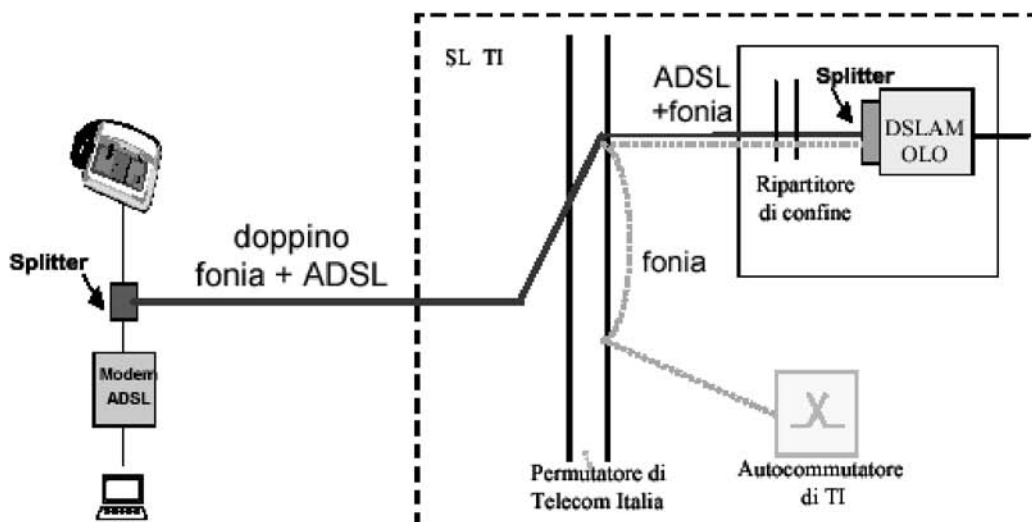 SL TI
ADSL
+fonia
Splitter
DSLAM
OLO
Ripartitore
di confine
doppino
fonia + ADSL
fonia
Splitter
Modem
ADSL
Permutatore di
Telecom Italia
Autocommutatore
di TI